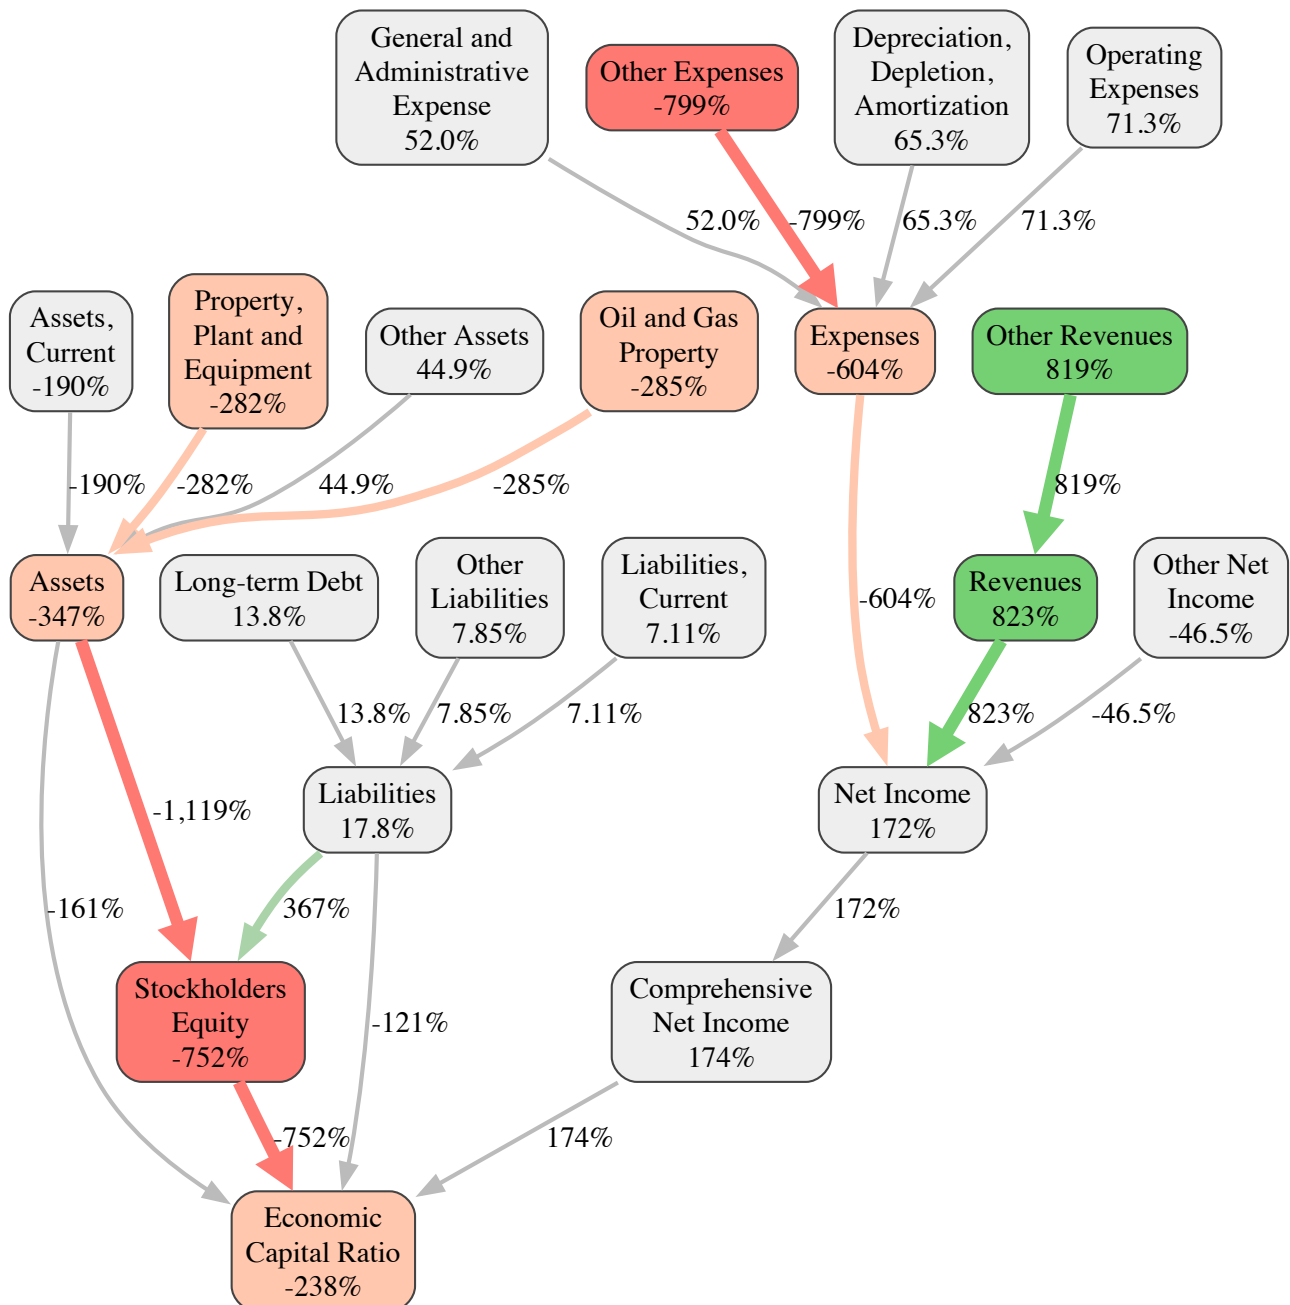 General and
Administrative
Expense
52.0%
Other Expenses
-799%
Depreciation,
Depletion,
Amortization
65.3%
Operating
Expenses
71.3%
52.0%
-799%
65.3%
71.3%
Assets,
Current
-190%
Property,
Plant and
Equipment
-282%
Other Assets
44.9%
Oil and Gas
Property
-285%
Expenses
-604%
Other Revenues
819%
-190%
-282%
44.9%
-285%
819%
Assets
-347%
Long-term Debt
13.8%
Other
Liabilities
7.85%
Liabilities,
Current
7.11%
-604%
Revenues
823%
Other Net
Income
-46.5%
13.8%
7.85%
7.11%
823%
-46.5%
-1,119%
Liabilities
17.8%
Net Income
172%
-161%
367%
172%
Stockholders
Equity
-752%
-121%
Comprehensive
Net Income
174%
-752%
174%
Economic
Capital Ratio
-238%